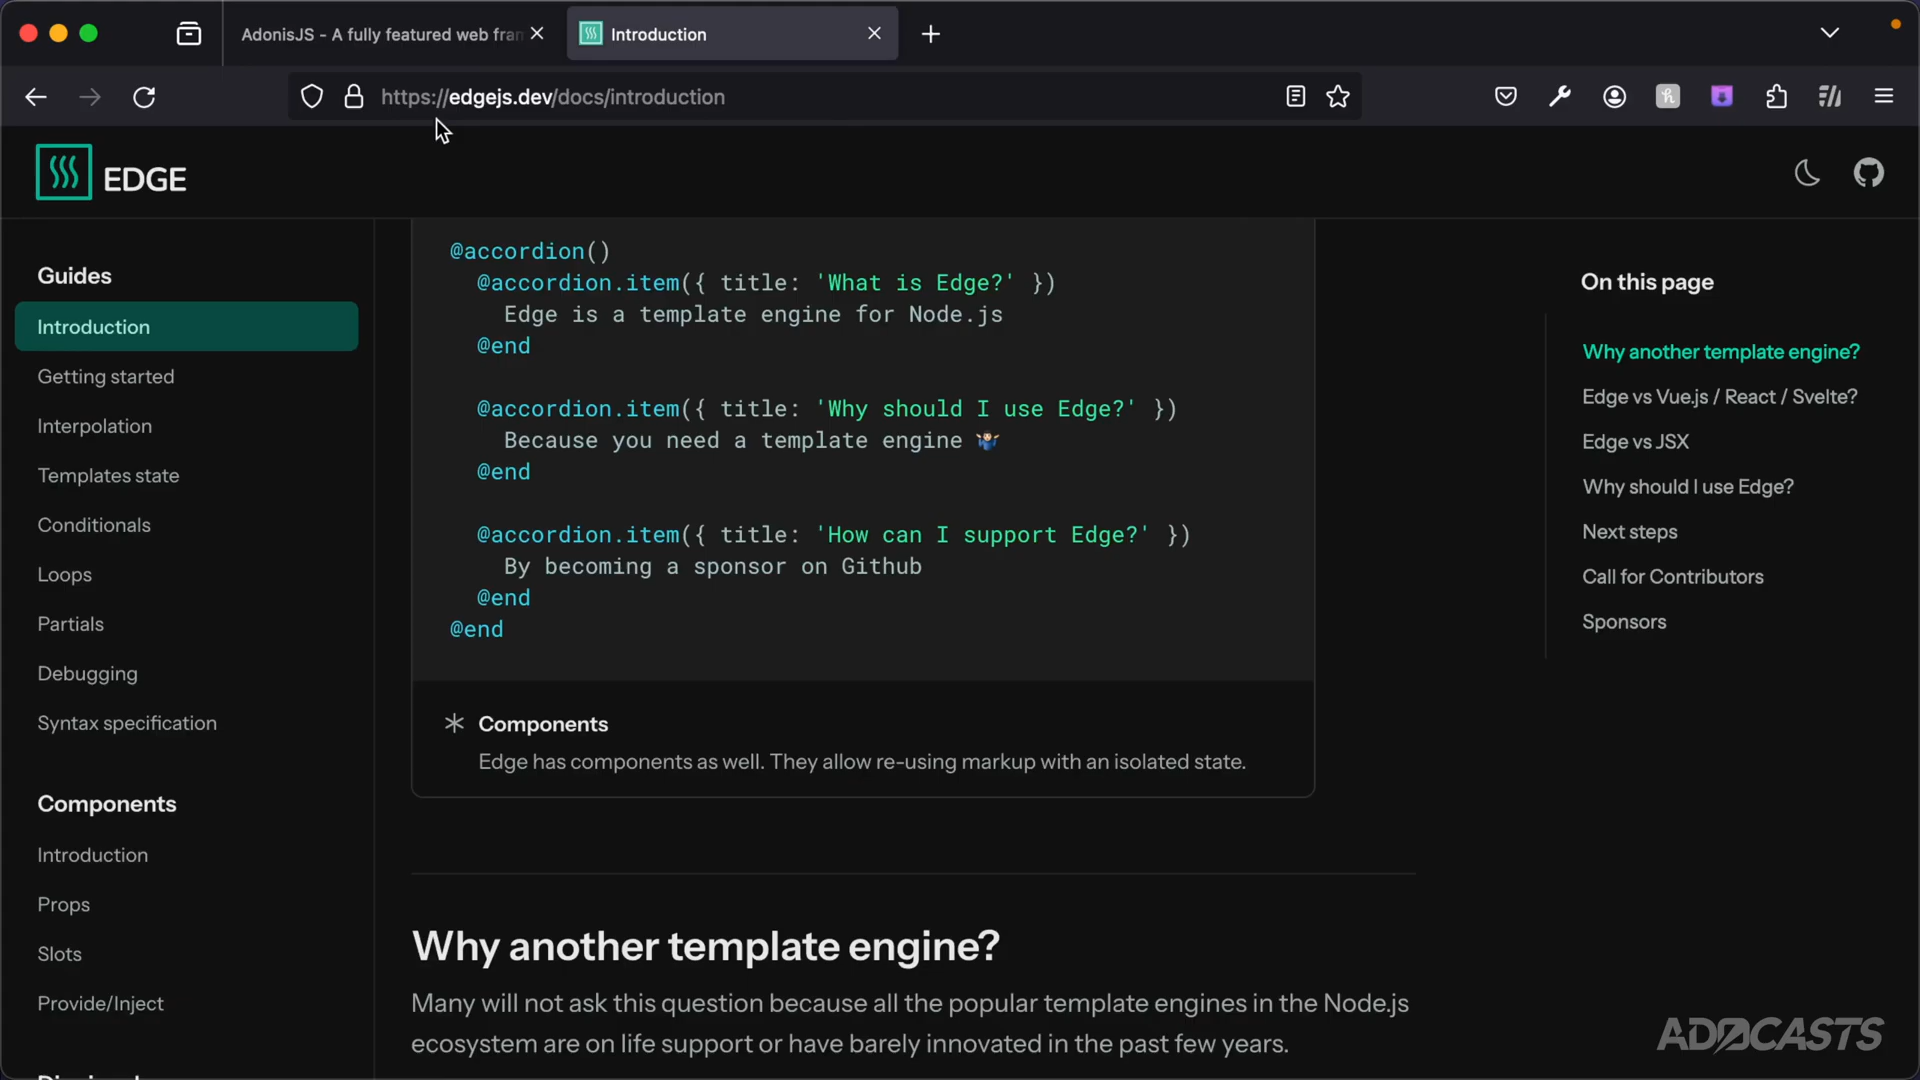 AdonisJS - A fully featured web fran
Introduction
https://edgejs.dev/docs/introduction
EDGE
Guides
Introduction
Getting started
Interpolation
Templates state
Conditionals
Loops
Partials
Debugging
Syntax specification
Components
Introduction
Props
Slots
Provide/Inject
@accordion()
@accordion.item({ title: 'What is Edge?' })
Edge is a template engine for Node.js
@end
@accordion.item({ title: 'Why should I use Edge?' })
Because you need a template engine 🤷🏻‍♂️
@end
@accordion.item({ title: 'How can I support Edge?' })
By becoming a sponsor on Github
@end
@end
Components
Edge has components as well. They allow re-using markup with an isolated state.
Why another template engine?
Many will not ask this question because all the popular template engines in the Node.js
ecosystem are on life support or have barely innovated in the past few years.
On this page
Why another template engine?
Edge vs Vue.js / React / Svelte?
Edge vs JSX
Why should I use Edge?
Next steps
Call for Contributors
Sponsors
ADOCASTS